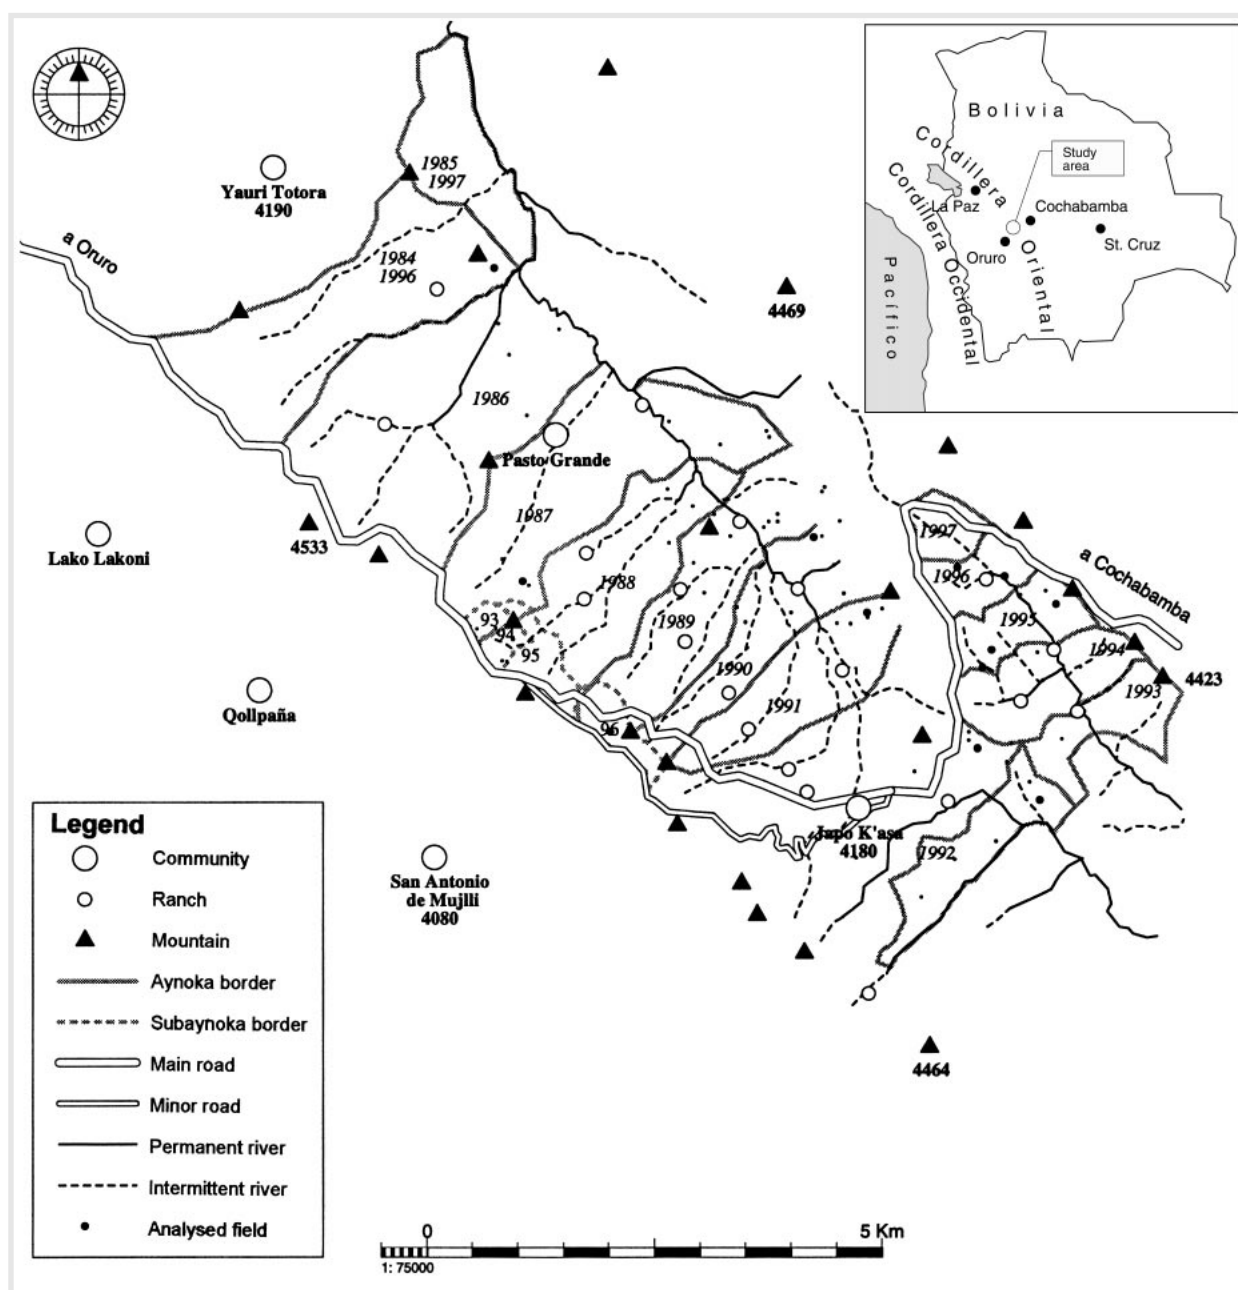 Bolivia
Cordillera
Oriental
Cordillera Occidental
Study
area
La Paz
Cochabamba
St. Cruz
Oruro
Pacífico
Yauri Totora
4190
a Oruro
1985
1997
1984
1996
4469
1986
Pasto Grande
1987
Lako Lakoni
4533
1988
1989
1990
1991
93
94
95
96
1997
1996
1995
1994
1993
a Cochabamba
4423
Qollpaña
Japo K'asa
4180
1992
San Antonio
de Mujlli
4080
4464
Legend
Community
Ranch
Mountain
Aynoka border
Subaynoka border
Main road
Minor road
Permanent river
Intermittent river
Analysed field
0 5 Km
1: 75000